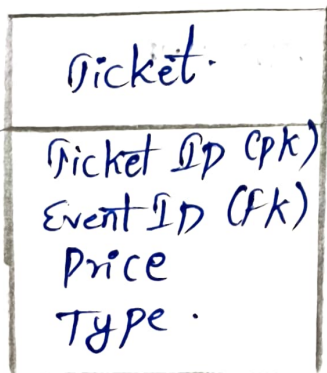 Ticket.
Ticket ID (PK)
Event ID (FK)
Price
Type.